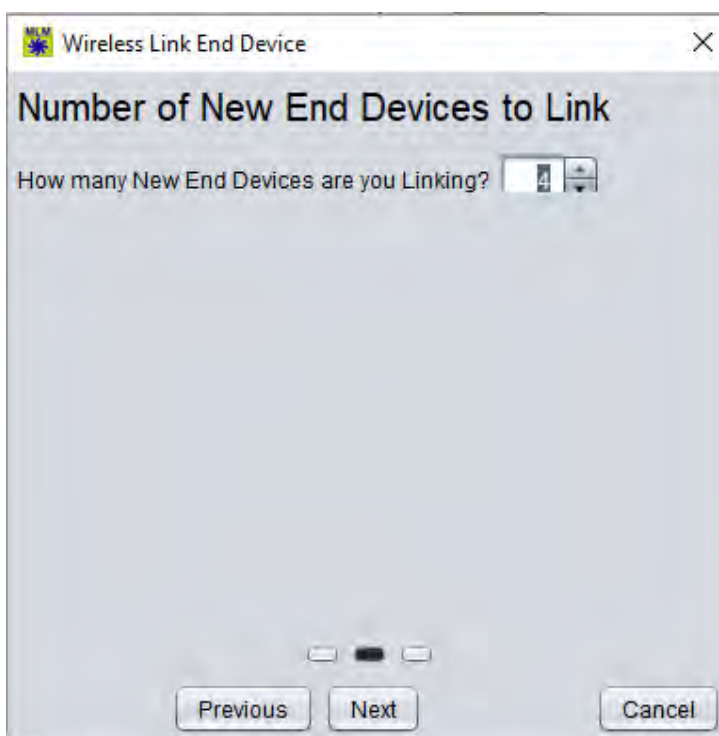 MLM
Wireless Link End Device
Number of New End Devices to Link
How many New End Devices are you Linking? 4
Previous Next Cancel